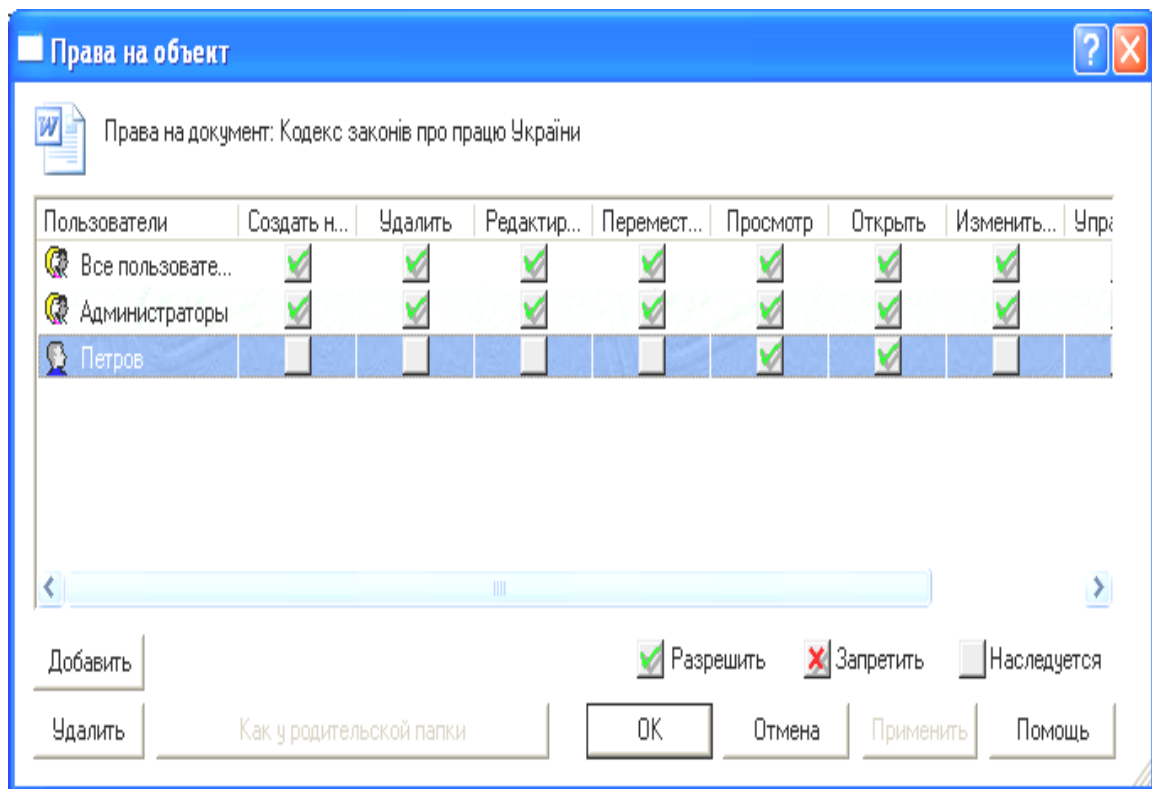 Права на объект
Права на документ: Кодекс законів про працю України
Пользователи Создать н... Удалить Редактир... Перемест... Просмотр Открыть Изменить... Упра
Все пользовате...
Администраторы
Петров
Добавить Разрешить Запретить Наследуется
Удалить Как у родительской папки OK Отмена Применить Помощь